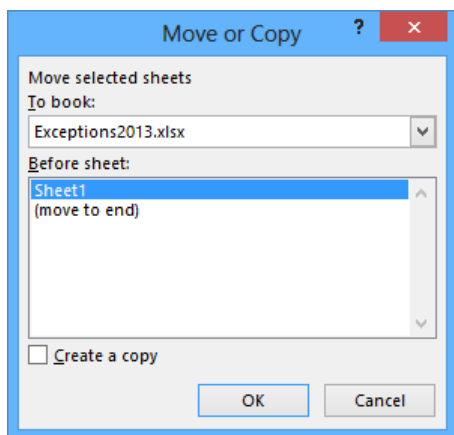 Move or Copy ? ×
Move selected sheets
To book:
Exceptions2013.xlsx
Before sheet:
Sheet1
(move to end)
Create a copy
OK Cancel